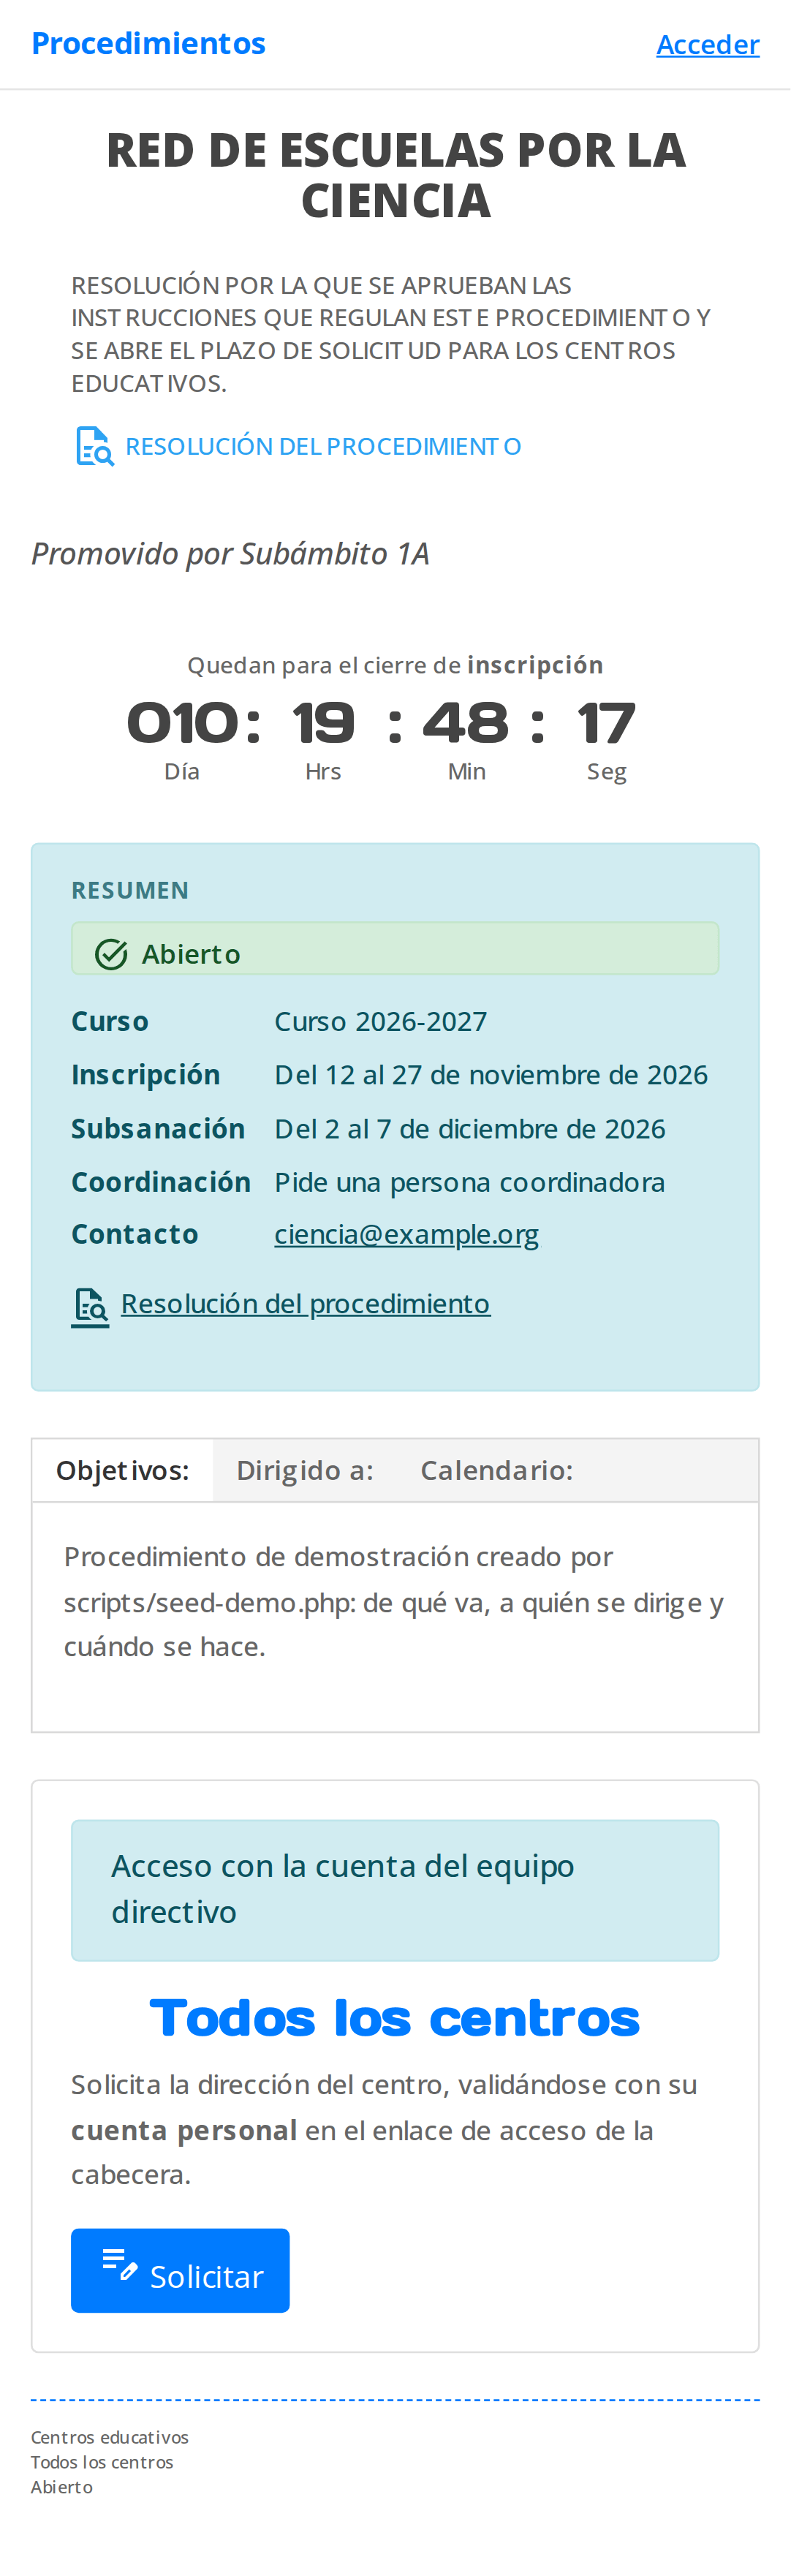 Procedimientos
Acceder
RED DE ESCUELAS POR LA
CIENCIA
RESOLUCIÓN POR LA QUE SE APRUEBAN LAS
INSTRUCCIONES QUE REGULAN ESTE PROCEDIMIENTO Y
SE ABRE EL PLAZO DE SOLICITUD PARA LOS CENTROS
EDUCATIVOS.
RESOLUCIÓN DEL PROCEDIMIENTO
Promovido por Subámbito 1A
Quedan para el cierre de inscripción
010 : 19 : 48 : 17
Día Hrs Min Seg
RESUMEN
Abierto
Curso Curso 2026-2027
Inscripción Del 12 al 27 de noviembre de 2026
Subsanación Del 2 al 7 de diciembre de 2026
Coordinación Pide una persona coordinadora
Contacto ciencia@example.org
Resolución del procedimiento
Objetivos: Dirigido a: Calendario:
Procedimiento de demostración creado por
scripts/seed-demo.php: de qué va, a quién se dirige y
cuándo se hace.
Acceso con la cuenta del equipo
directivo
Todos los centros
Solicita la dirección del centro, validándose con su
cuenta personal en el enlace de acceso de la
cabecera.
Solicitar
Centros educativos
Todos los centros
Abierto